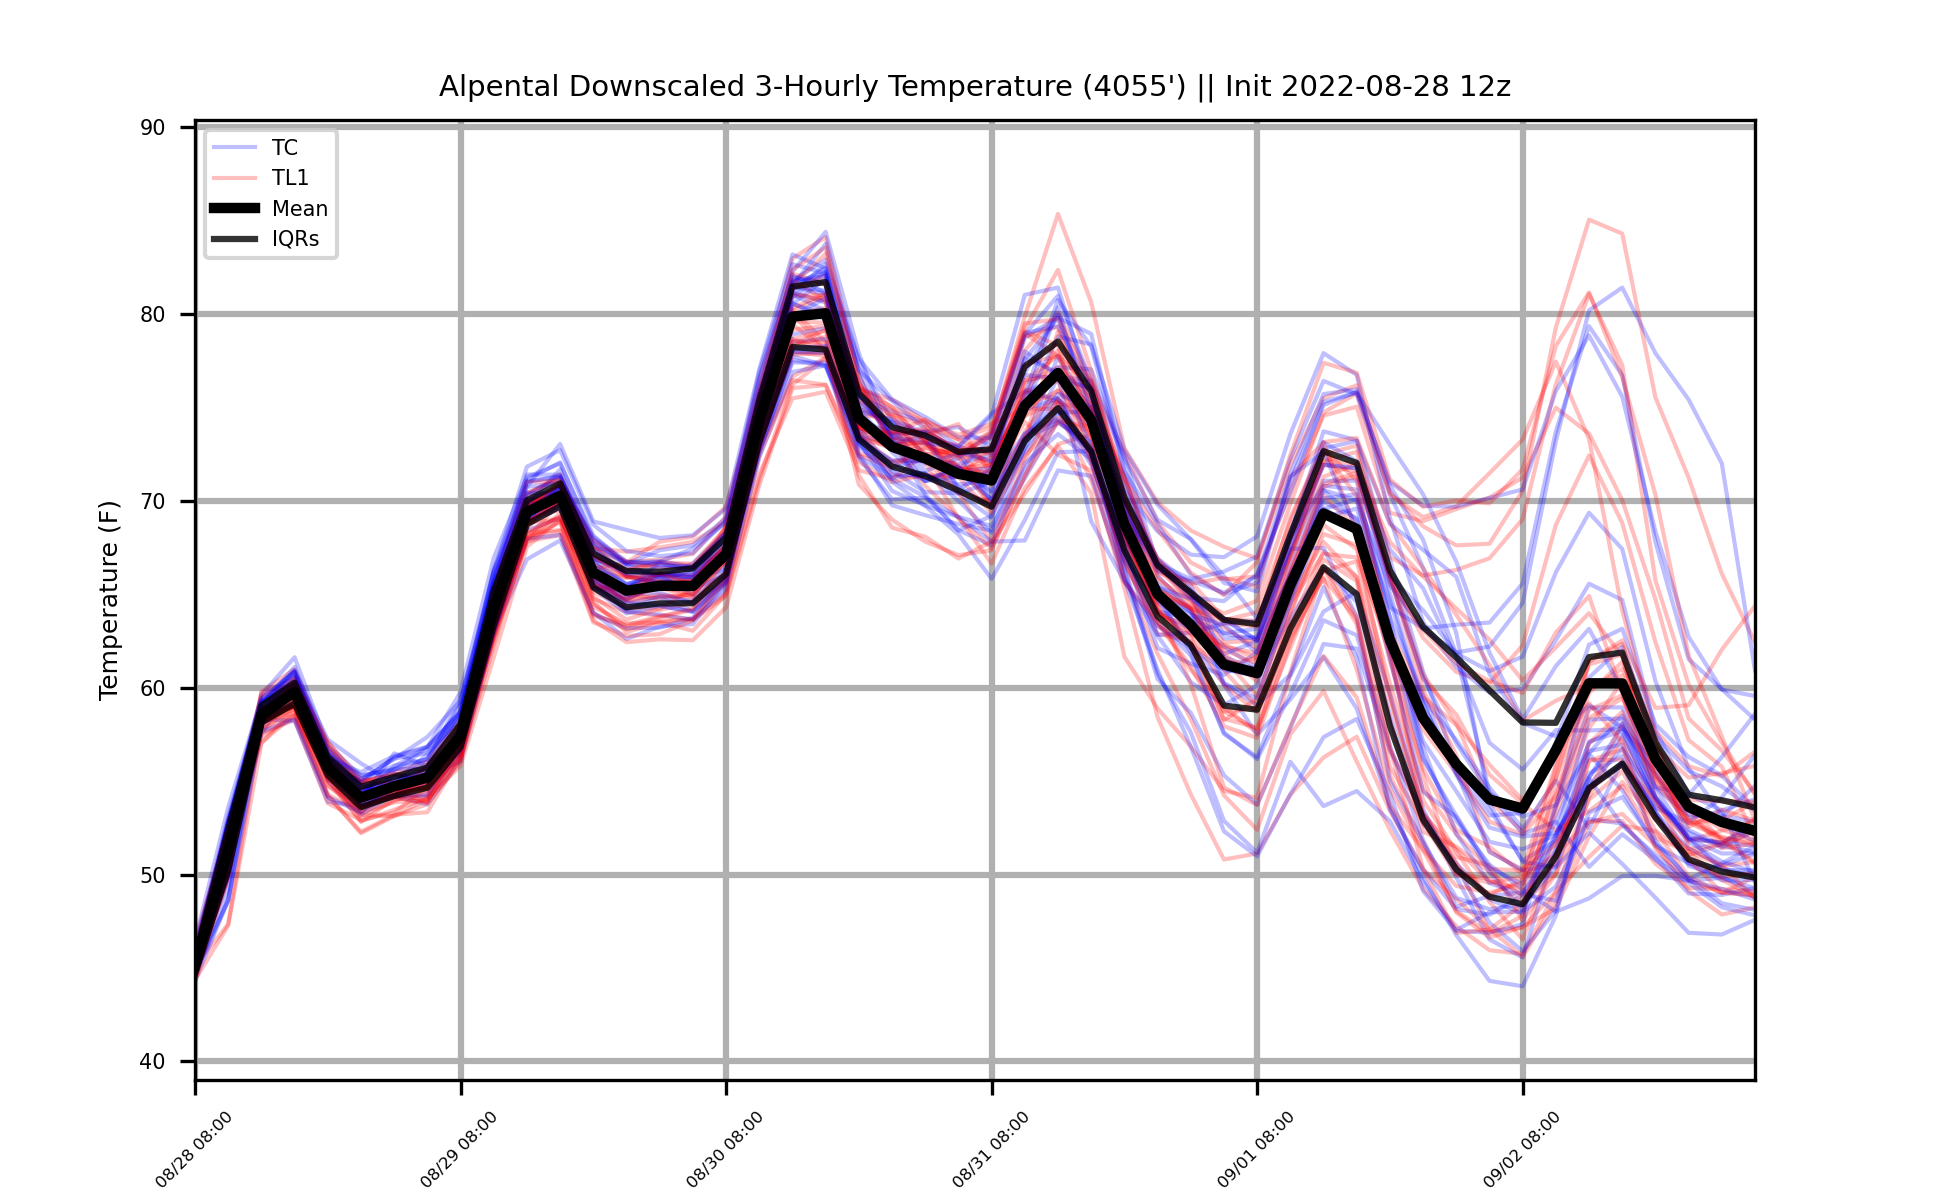 Alpental Downscaled 3-Hourly Temperature (4055') || Init 2022-08-28 12z
TC
TL1
Mean
IQRs
Temperature (F)
90
80
70
60
50
40
08/28 08:00
08/29 08:00
08/30 08:00
08/31 08:00
09/01 08:00
09/02 08:00